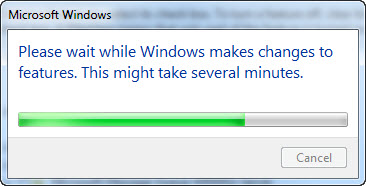 Microsoft Windows
Please wait while Windows makes changes to
features. This might take several minutes.
Cancel